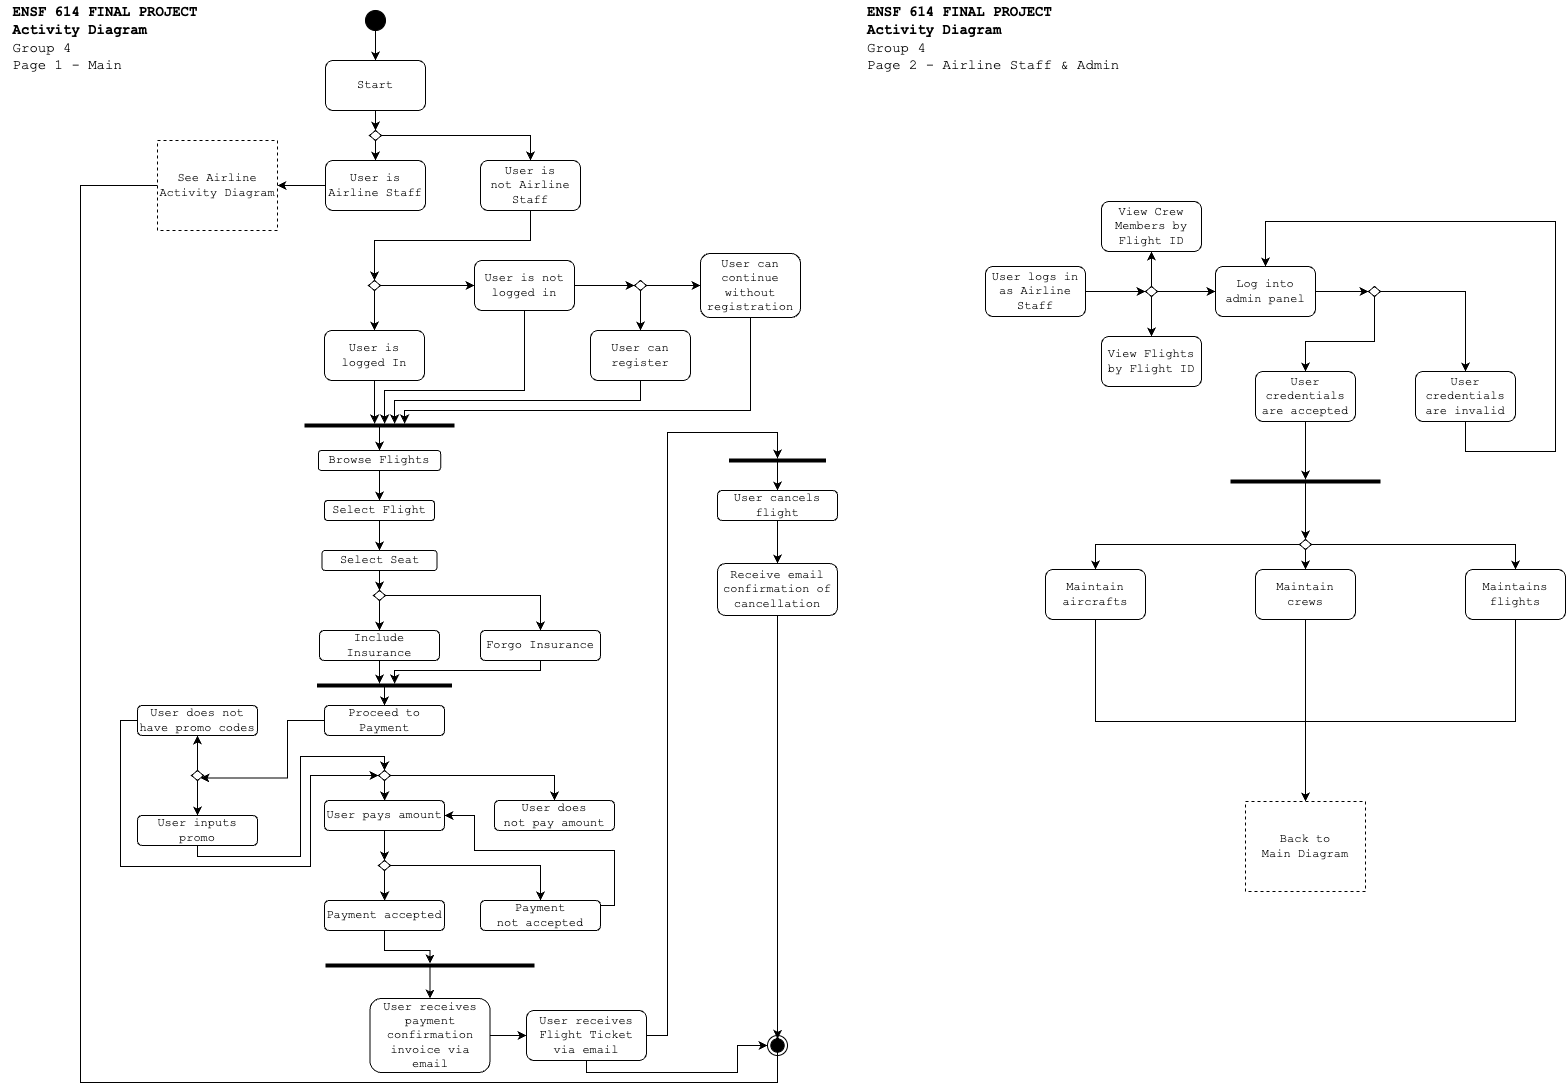 ENSF 614 FINAL PROJECT
Activity Diagram
Group 4
Page 1 - Main
Start
See Airline
Activity Diagram
User is
Airline Staff
User is
not Airline
Staff
User is not
logged in
User can
continue
without
registration
User is
logged In
User can
register
Browse Flights
Select Flight
Select Seat
Include
Insurance
Forgo Insurance
User cancels
flight
Receive email
confirmation of
cancellation
User does not
have promo codes
Proceed to
Payment
User inputs
promo
User pays amount
User does
not pay amount
Payment accepted
Payment
not accepted
User receives
payment
confirmation
invoice via
email
User receives
Flight Ticket
via email
ENSF 614 FINAL PROJECT
Activity Diagram
Group 4
Page 2 - Airline Staff & Admin
View Crew
Members by
Flight ID
User logs in
as Airline
Staff
Log into
admin panel
View Flights
by Flight ID
User
credentials
are accepted
User
credentials
are invalid
Maintain
aircrafts
Maintain
crews
Maintains
flights
Back to
Main Diagram